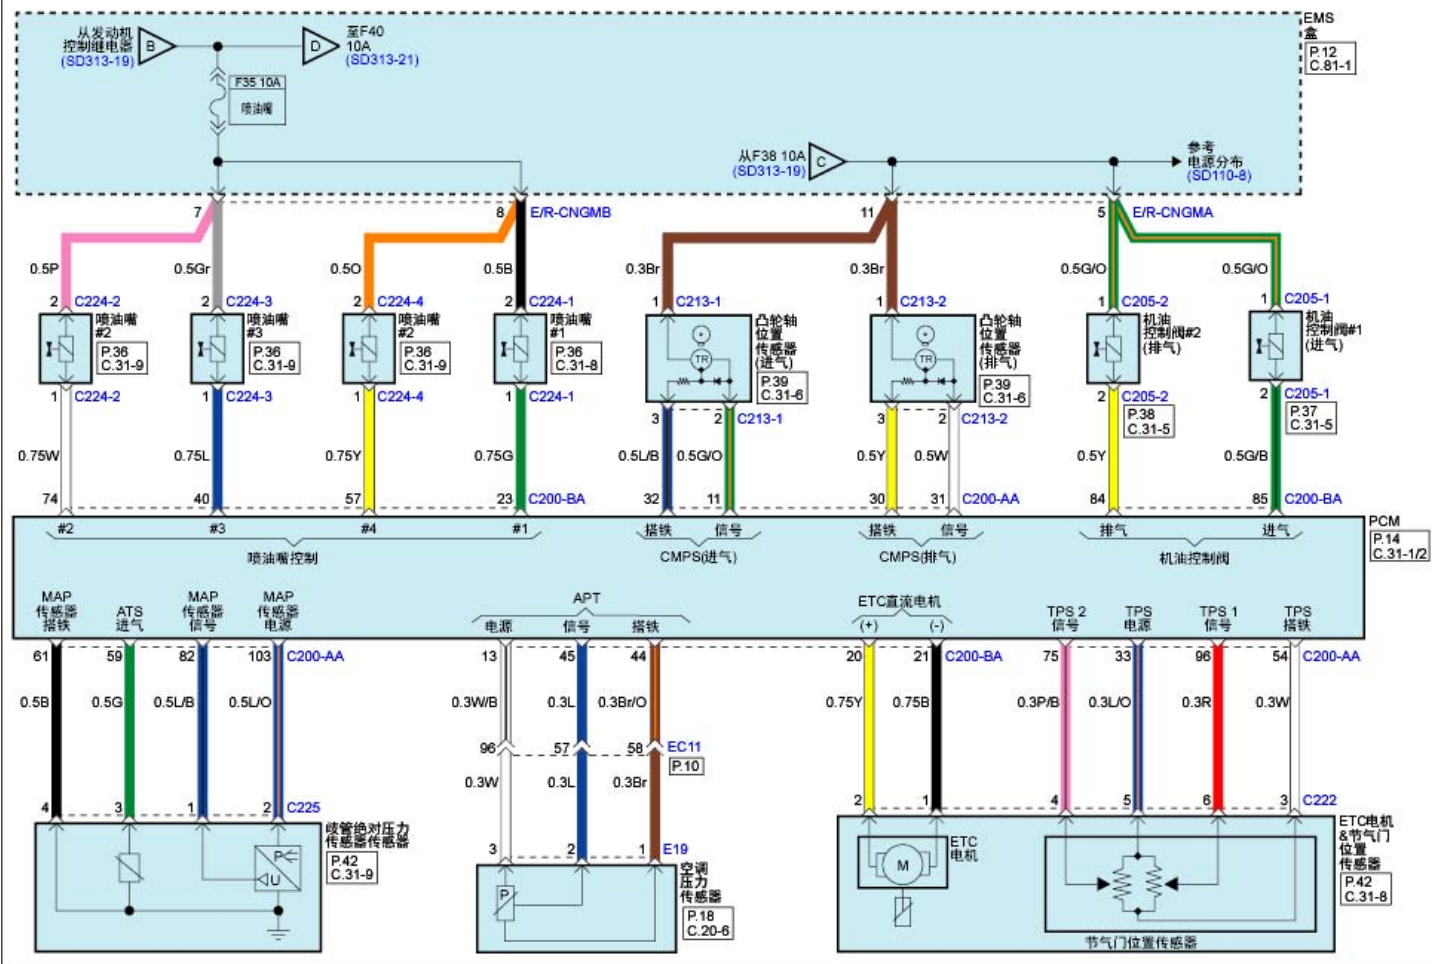 从发动机
控制继电器
(SD313-19)
B
D
至F40
10A
(SD313-21)
F35 10A
喷油嘴
从F38 10A
(SD313-19)
C
参考
电源分布
(SD110-8)
EMS
盒
P.12
C.81-1
7
8
E/R-CNGMB
11
5
E/R-CNGMA
0.5P
0.5Gr
0.5O
0.5B
0.3Br
0.3Br
0.5G/O
0.5G/O
2
C224-2
2
C224-3
2
C224-4
2
C224-1
1
C213-1
1
C213-2
1
C205-2
1
C205-1
喷油嘴
#2
P.36
C.31-9
喷油嘴
#3
P.36
C.31-9
喷油嘴
#2
P.36
C.31-9
喷油嘴
#1
P.36
C.31-8
TR
凸轮轴
位置
传感器
(进气)
P.39
C.31-6
TR
凸轮轴
位置
传感器
(排气)
P.39
C.31-6
机油
控制阀#2
(排气)
机油
控制阀#1
(进气)
1
C224-2
1
C224-3
1
C224-4
1
C224-1
3
2
C213-1
3
2
C213-2
2
C205-2
P.38
C.31-5
2
C205-1
P.37
C.31-5
0.75W
0.75L
0.75Y
0.75G
0.5L/B
0.5G/O
0.5Y
0.5W
0.5Y
0.5G/B
74
40
57
23
C200-BA
32
11
30
31
C200-AA
84
85
C200-BA
#2
#3
#4
#1
搭铁
信号
搭铁
信号
排气
进气
喷油嘴控制
CMPS(进气)
CMPS(排气)
机油控制阀
PCM
P.14
C.31-1/2
MAP
传感器
搭铁
ATS
进气
MAP
传感器
信号
MAP
传感器
电源
APT
电源
信号
搭铁
ETC直流电机
(+)
(-)
TPS 2
信号
TPS
电源
TPS 1
信号
TPS
搭铁
61
59
82
103
C200-AA
13
45
44
20
21
C200-BA
75
33
96
54
C200-AA
0.5B
0.5G
0.5L/B
0.5L/O
0.3W/B
0.3L
0.3Br/O
0.75Y
0.75B
0.3P/B
0.3L/O
0.3R
0.3W
96
57
58
EC11
P.10
0.3W
0.3L
0.3Br
4
3
1
2
C225
3
2
1
E19
2
1
4
5
6
3
C222
P
U
歧管绝对压力
传感器传感器
P.42
C.31-9
P
空调
压力
传感器
P.18
C.20-6
M
ETC
电机
节气门位置传感器
ETC电机
&节气门
位置
传感器
P.42
C.31-8